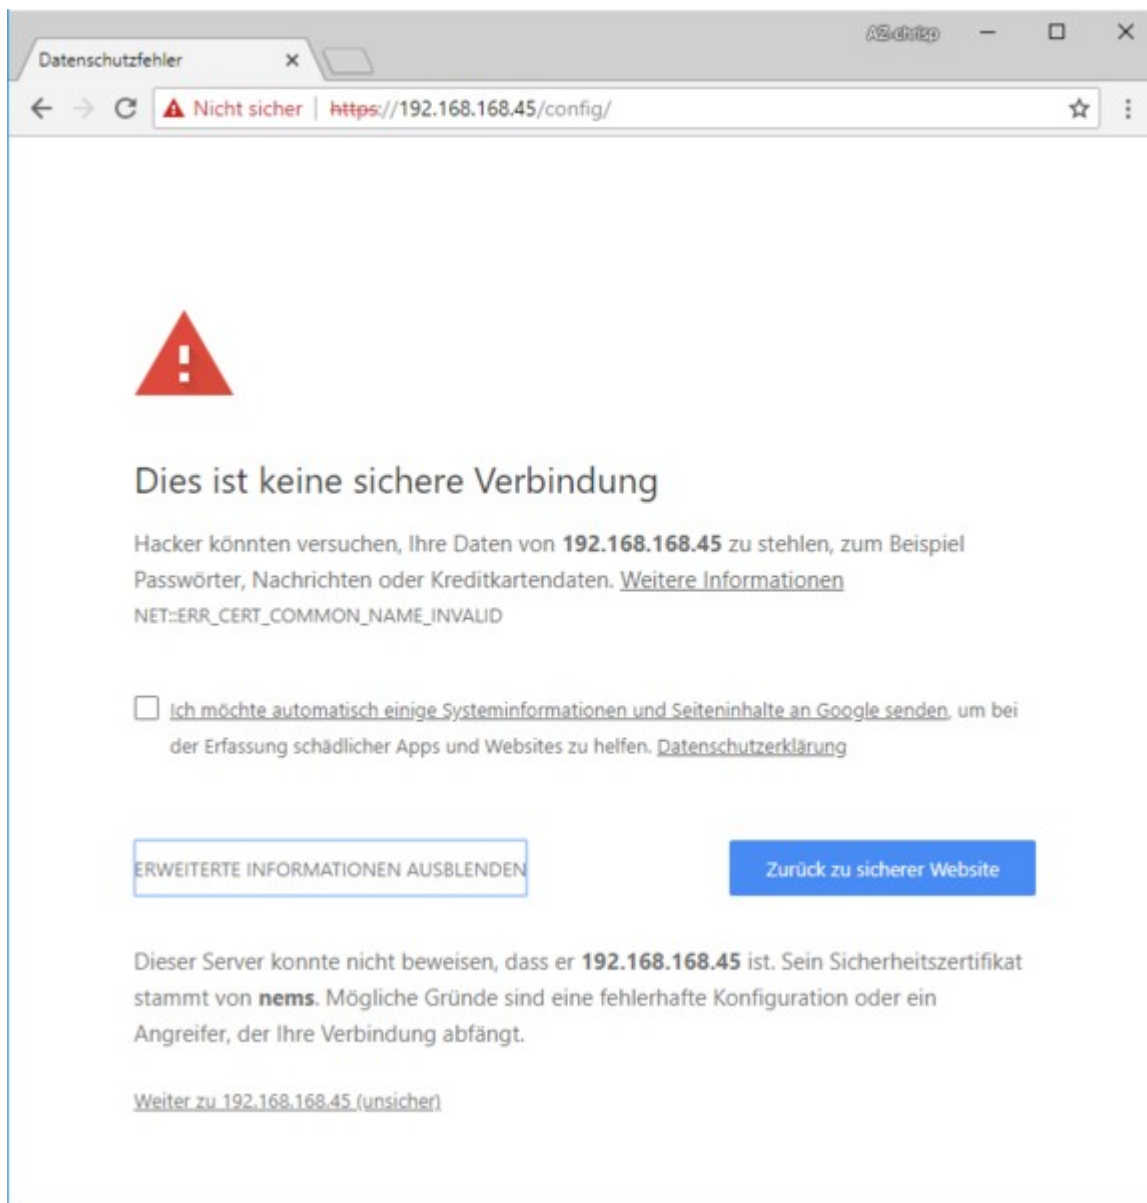 AZ-chrisp
Datenschutzfehler
Nicht sicher | https://192.168.168.45/config/
Dies ist keine sichere Verbindung
Hacker könnten versuchen, Ihre Daten von 192.168.168.45 zu stehlen, zum Beispiel
Passwörter, Nachrichten oder Kreditkartendaten. Weitere Informationen
NET::ERR_CERT_COMMON_NAME_INVALID
Ich möchte automatisch einige Systeminformationen und Seiteninhalte an Google senden, um bei
der Erfassung schädlicher Apps und Websites zu helfen. Datenschutzerklärung
ERWEITERTE INFORMATIONEN AUSBLENDEN
Zurück zu sicherer Website
Dieser Server konnte nicht beweisen, dass er 192.168.168.45 ist. Sein Sicherheitszertifikat
stammt von nems. Mögliche Gründe sind eine fehlerhafte Konfiguration oder ein
Angreifer, der Ihre Verbindung abfängt.
Weiter zu 192.168.168.45 (unsicher)